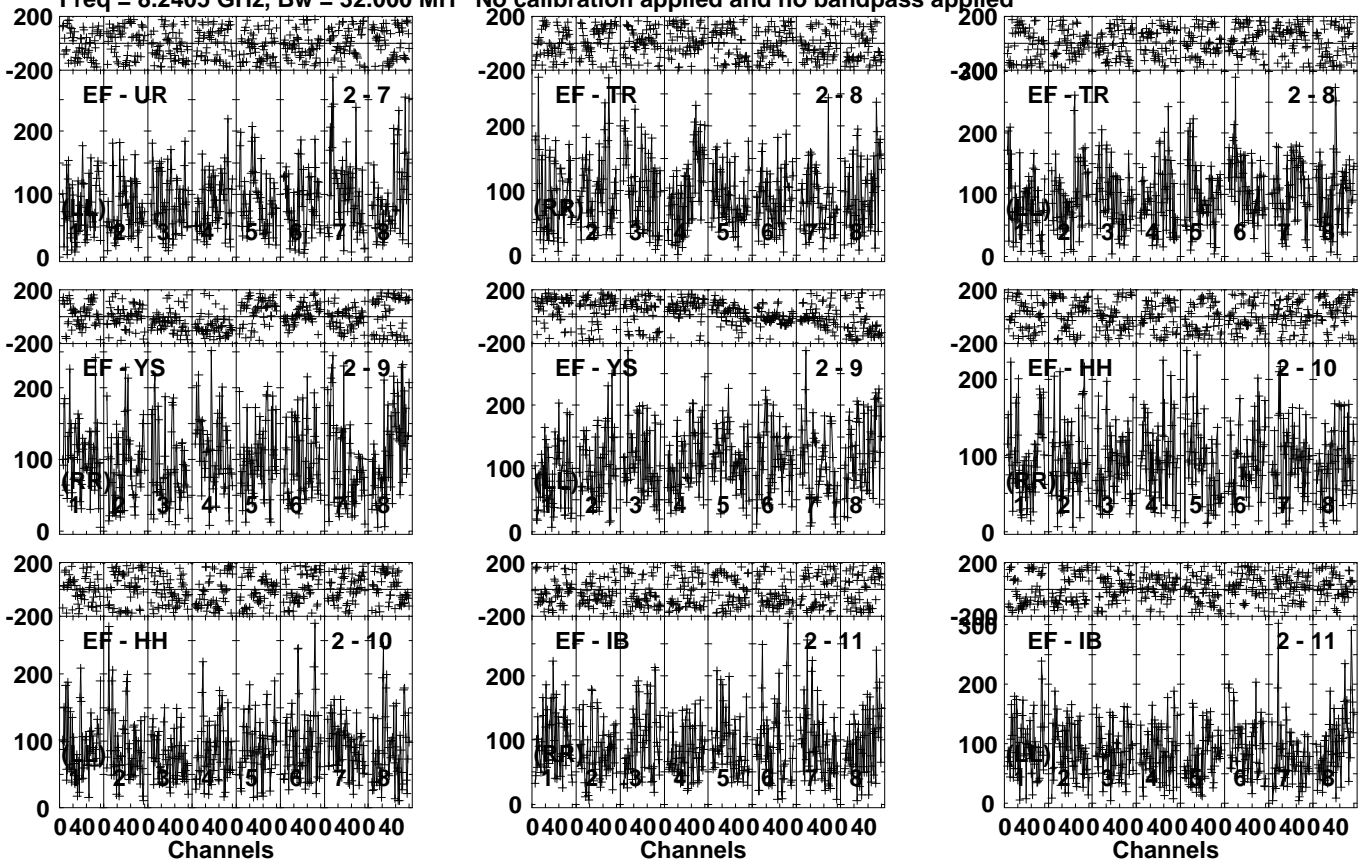 Freq = 8.2405 GHz, Bw = 32.000 MH No calibration applied and no bandpass applied
200 200 200
-200 -200 -200 300
EF - UR 2 - 7 EF - TR 2 - 8 EF - TR 2 - 8
200 200 200
100 100 100
(LL) (RR) (LL)
1 2 3 4 5 6 7 8 1 2 3 4 5 6 7 8 1 2 3 4 5 6 7 8
0 0 0
200 200 200
-200 -200 -200
EF - YS 2 - 9 EF - YS 2 - 9 EF - HH 2 - 10
200 200 200
100 100 100
(RR) (LL) (RR)
1 2 3 4 5 6 7 8 1 2 3 4 5 6 7 8 1 2 3 4 5 6 7 8
0 0 0
200 200 200
-200 -200 -200 300
EF - HH 2 - 10 EF - IB 2 - 11 EF - IB 2 - 11
200 200 200
100 100 100
(LL) (RR) (LL)
1 2 3 4 5 6 7 8 1 2 3 4 5 6 7 8 1 2 3 4 5 6 7 8
0 0 0
0 40 0 40 0 40 0 40 0 40 0 40 0 40 0 40 0 40 0 40 0 40 0 40 0 40 0 40 0 40 0 40 0 40 0 40 0 40 0 40 0 40 0 40 0 40 0 40
Channels Channels Channels